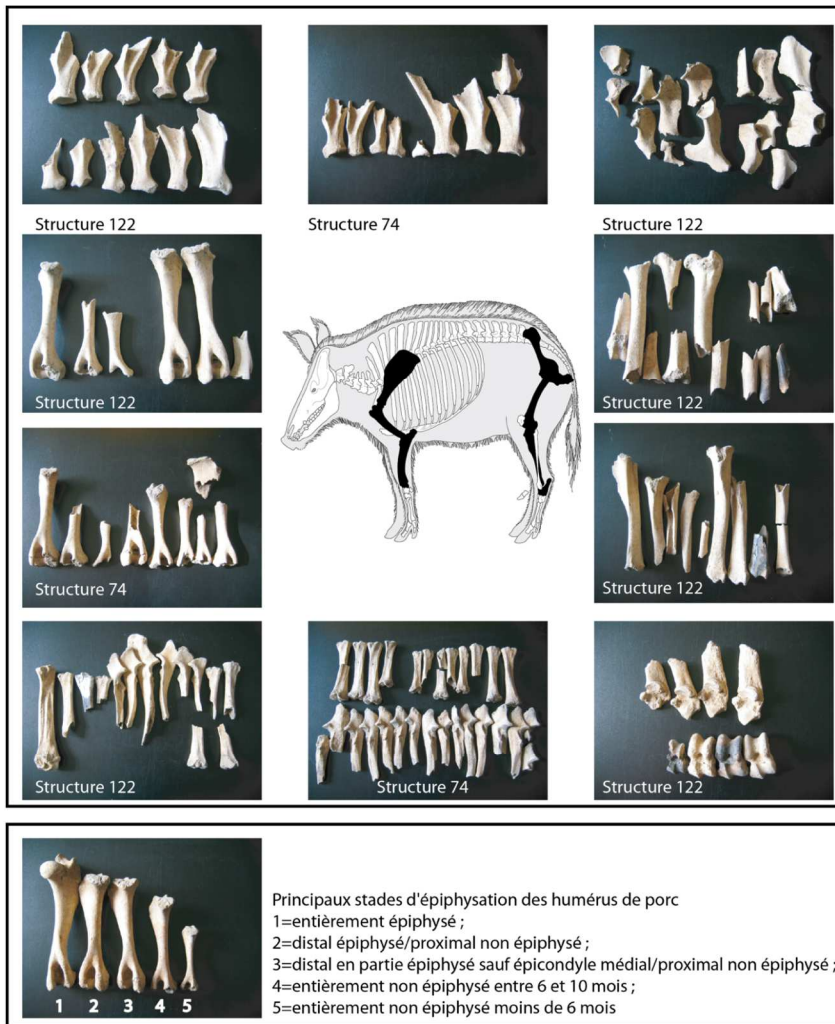 Structure 122
Structure 74
Structure 122
Structure 122
Structure 122
Structure 74
Structure 122
Structure 122
Structure 74
Structure 122
Principaux stades d'épiphysation des humérus de porc
1=entièrement épiphysé ;
2=distal épiphysé/proximal non épiphysé ;
3=distal en partie épiphysé sauf épicondyle médial/proximal non épiphysé ;
4=entièrement non épiphysé entre 6 et 10 mois ;
5=entièrement non épiphysé moins de 6 mois
1 2 3 4 5